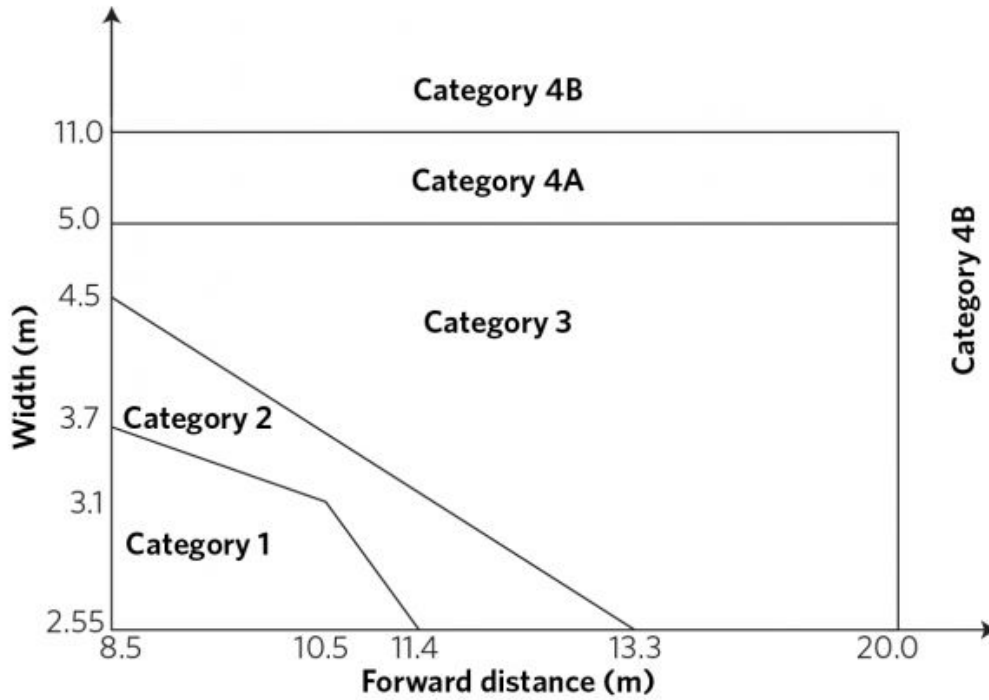 Category 4B
11.0
Category 4A
5.0
Category 4B
4.5
Category 3
Width (m)
3.7
Category 2
3.1
Category 1
2.55
8.5 10.5 11.4 13.3 20.0
Forward distance (m)